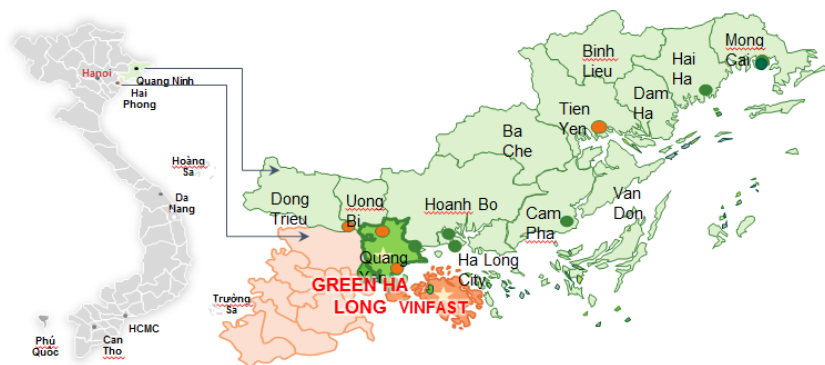 Hanoi
Quang Ninh
Hai
Phong
Hoàng
Sa
Da
Nang
Trường
Sa
HCMC
Can
Tho
Phú
Quốc
Mong
Cai
Binh
Lieu
Hai
Ha
Dam
Ha
Tien
Yen
Ba
Che
Dong
Trieu
Uong
Bi
Hoanh Bo
Van
Don
Cam
Pha
Quang
Ha Long
City
GREEN HA
LONG
VINFAST